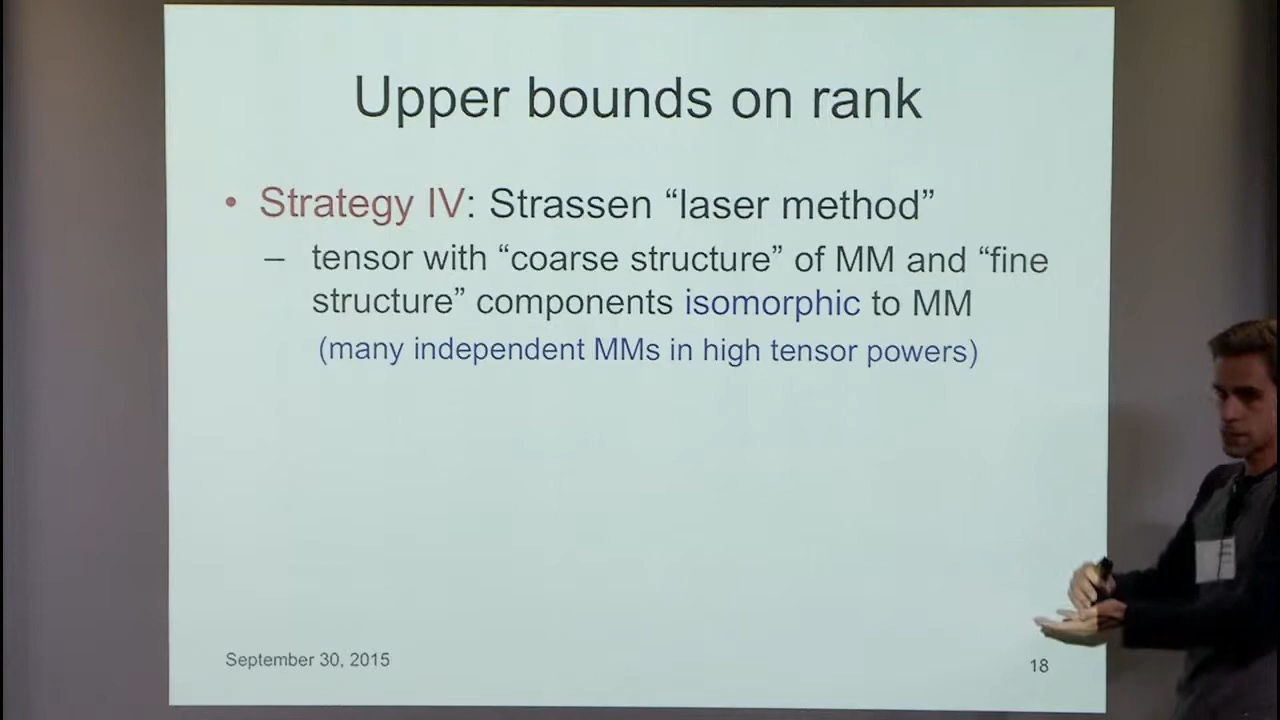 Upper bounds on rank
• Strategy IV: Strassen “laser method”
– tensor with “coarse structure” of MM and “fine
structure” components isomorphic to MM
(many independent MMs in high tensor powers)
September 30, 2015
18